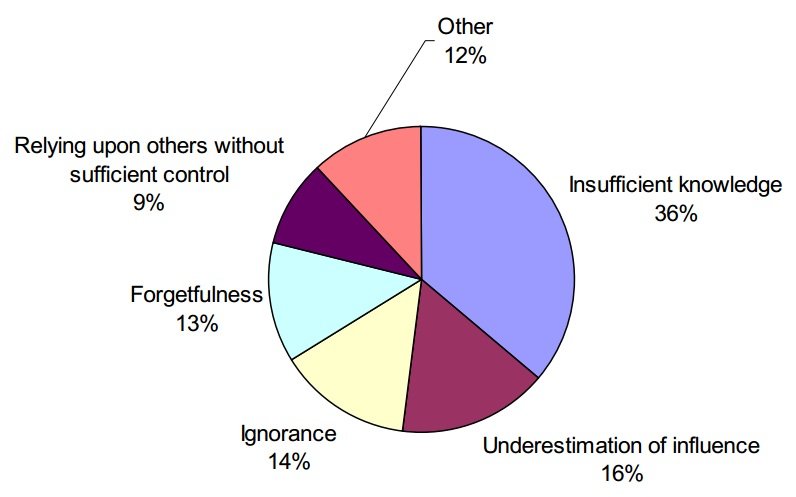 Other
12%
Relying upon others without
sufficient control
9%
Insufficient knowledge
36%
Forgetfulness
13%
Ignorance
14%
Underestimation of influence
16%